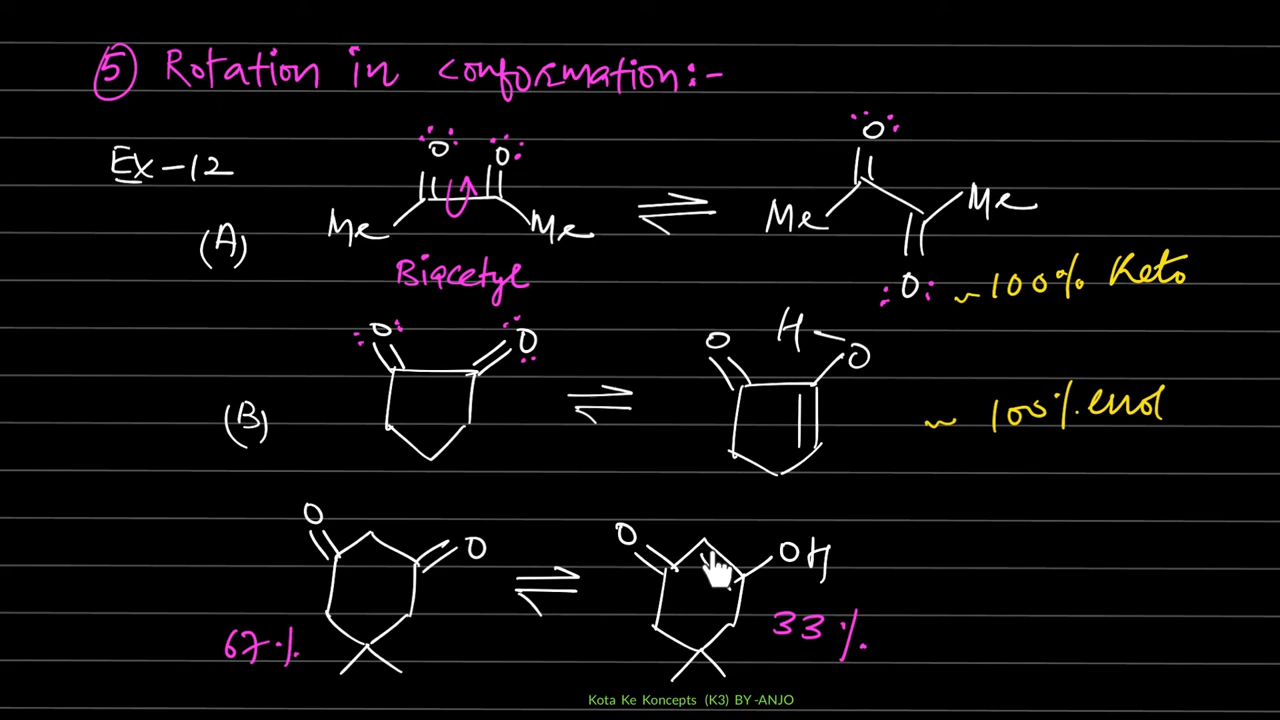 5 Rotation in conformation:-
Ex-12
(A)
O O
Me Me
Biacetyl
O
Me Me
O
~ 100% Keto
(B)
O O
O H O
~ 100% enol
O O
67%
O OH
33%
Kota Ke Koncepts (K3) BY -ANJO